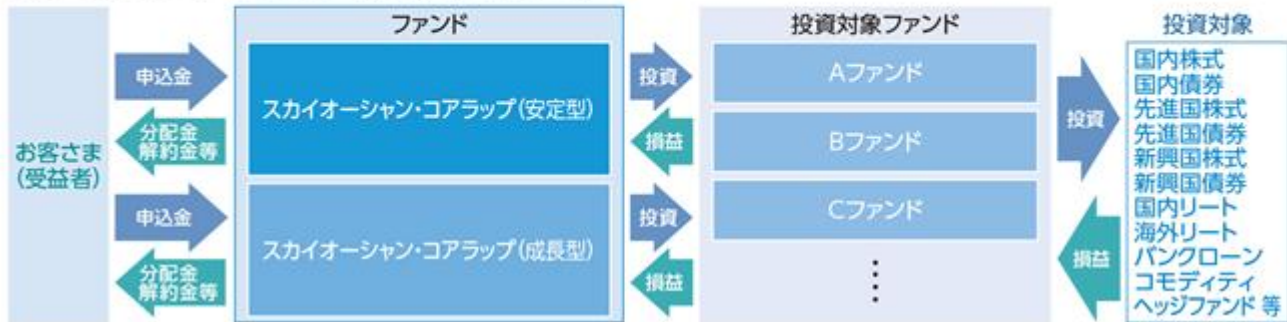 ファンド
投資対象ファンド
投資対象
お客さま
(受益者)
申込金
分配金
解約金等
申込金
分配金
解約金等
スカイオーシャン・コアラップ(安定型)
スカイオーシャン・コアラップ(成長型)
投資
損益
投資
損益
Aファンド
Bファンド
Cファンド
投資
損益
国内株式
国内債券
先進国株式
先進国債券
新興国株式
新興国債券
国内リート
海外リート
バンクローン
コモディティ
ヘッジファンド 等